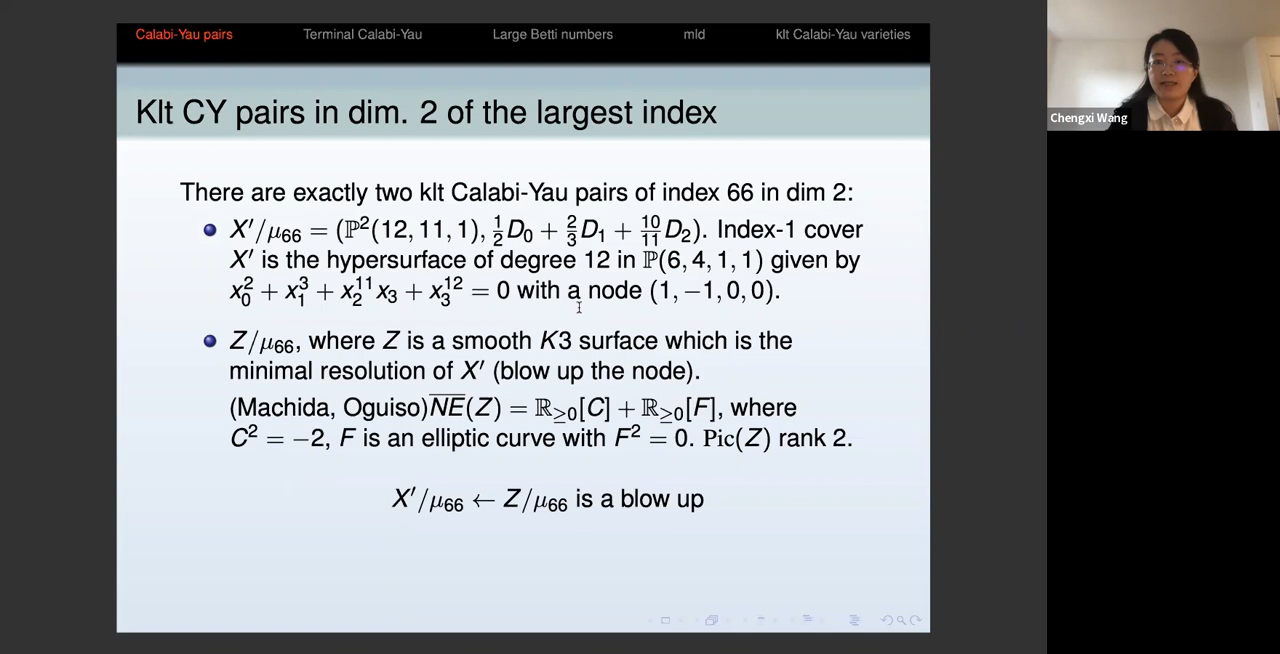 Calabi-Yau pairs Terminal Calabi-Yau Large Betti numbers mld klt Calabi-Yau varieties
Klt CY pairs in dim. 2 of the largest index
Chengxi Wang
There are exactly two klt Calabi-Yau pairs of index 66 in dim 2:
X′/μ₆₆ = (ℙ²(12, 11, 1), ½D₀ + ⅔D₁ + 10/11 D₂). Index-1 cover
X′ is the hypersurface of degree 12 in ℙ(6, 4, 1, 1) given by
x₀² + x₁³ + x₂¹¹x₃ + x₃¹² = 0 with a node (1, −1, 0, 0).
Z/μ₆₆, where Z is a smooth K3 surface which is the
minimal resolution of X′ (blow up the node).
(Machida, Oguiso) N̅E̅(Z) = ℝ≥₀[C] + ℝ≥₀[F], where
C² = −2, F is an elliptic curve with F² = 0. Pic(Z) rank 2.
X′/μ₆₆ ← Z/μ₆₆ is a blow up